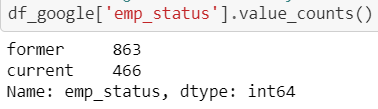 df_google['emp_status'].value_counts()
former     863
current    466
Name: emp_status, dtype: int64